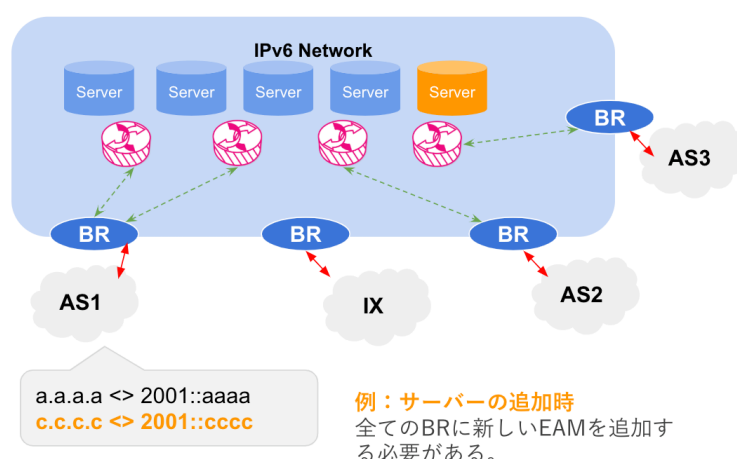 IPv6 Network
Server
Server
Server
Server
Server
BR
AS3
BR
BR
BR
AS1
IX
AS2
a.a.a.a <> 2001::aaaa
c.c.c.c <> 2001::cccc
例：サーバーの追加時
全てのBRに新しいEAMを追加す
る必要がある。